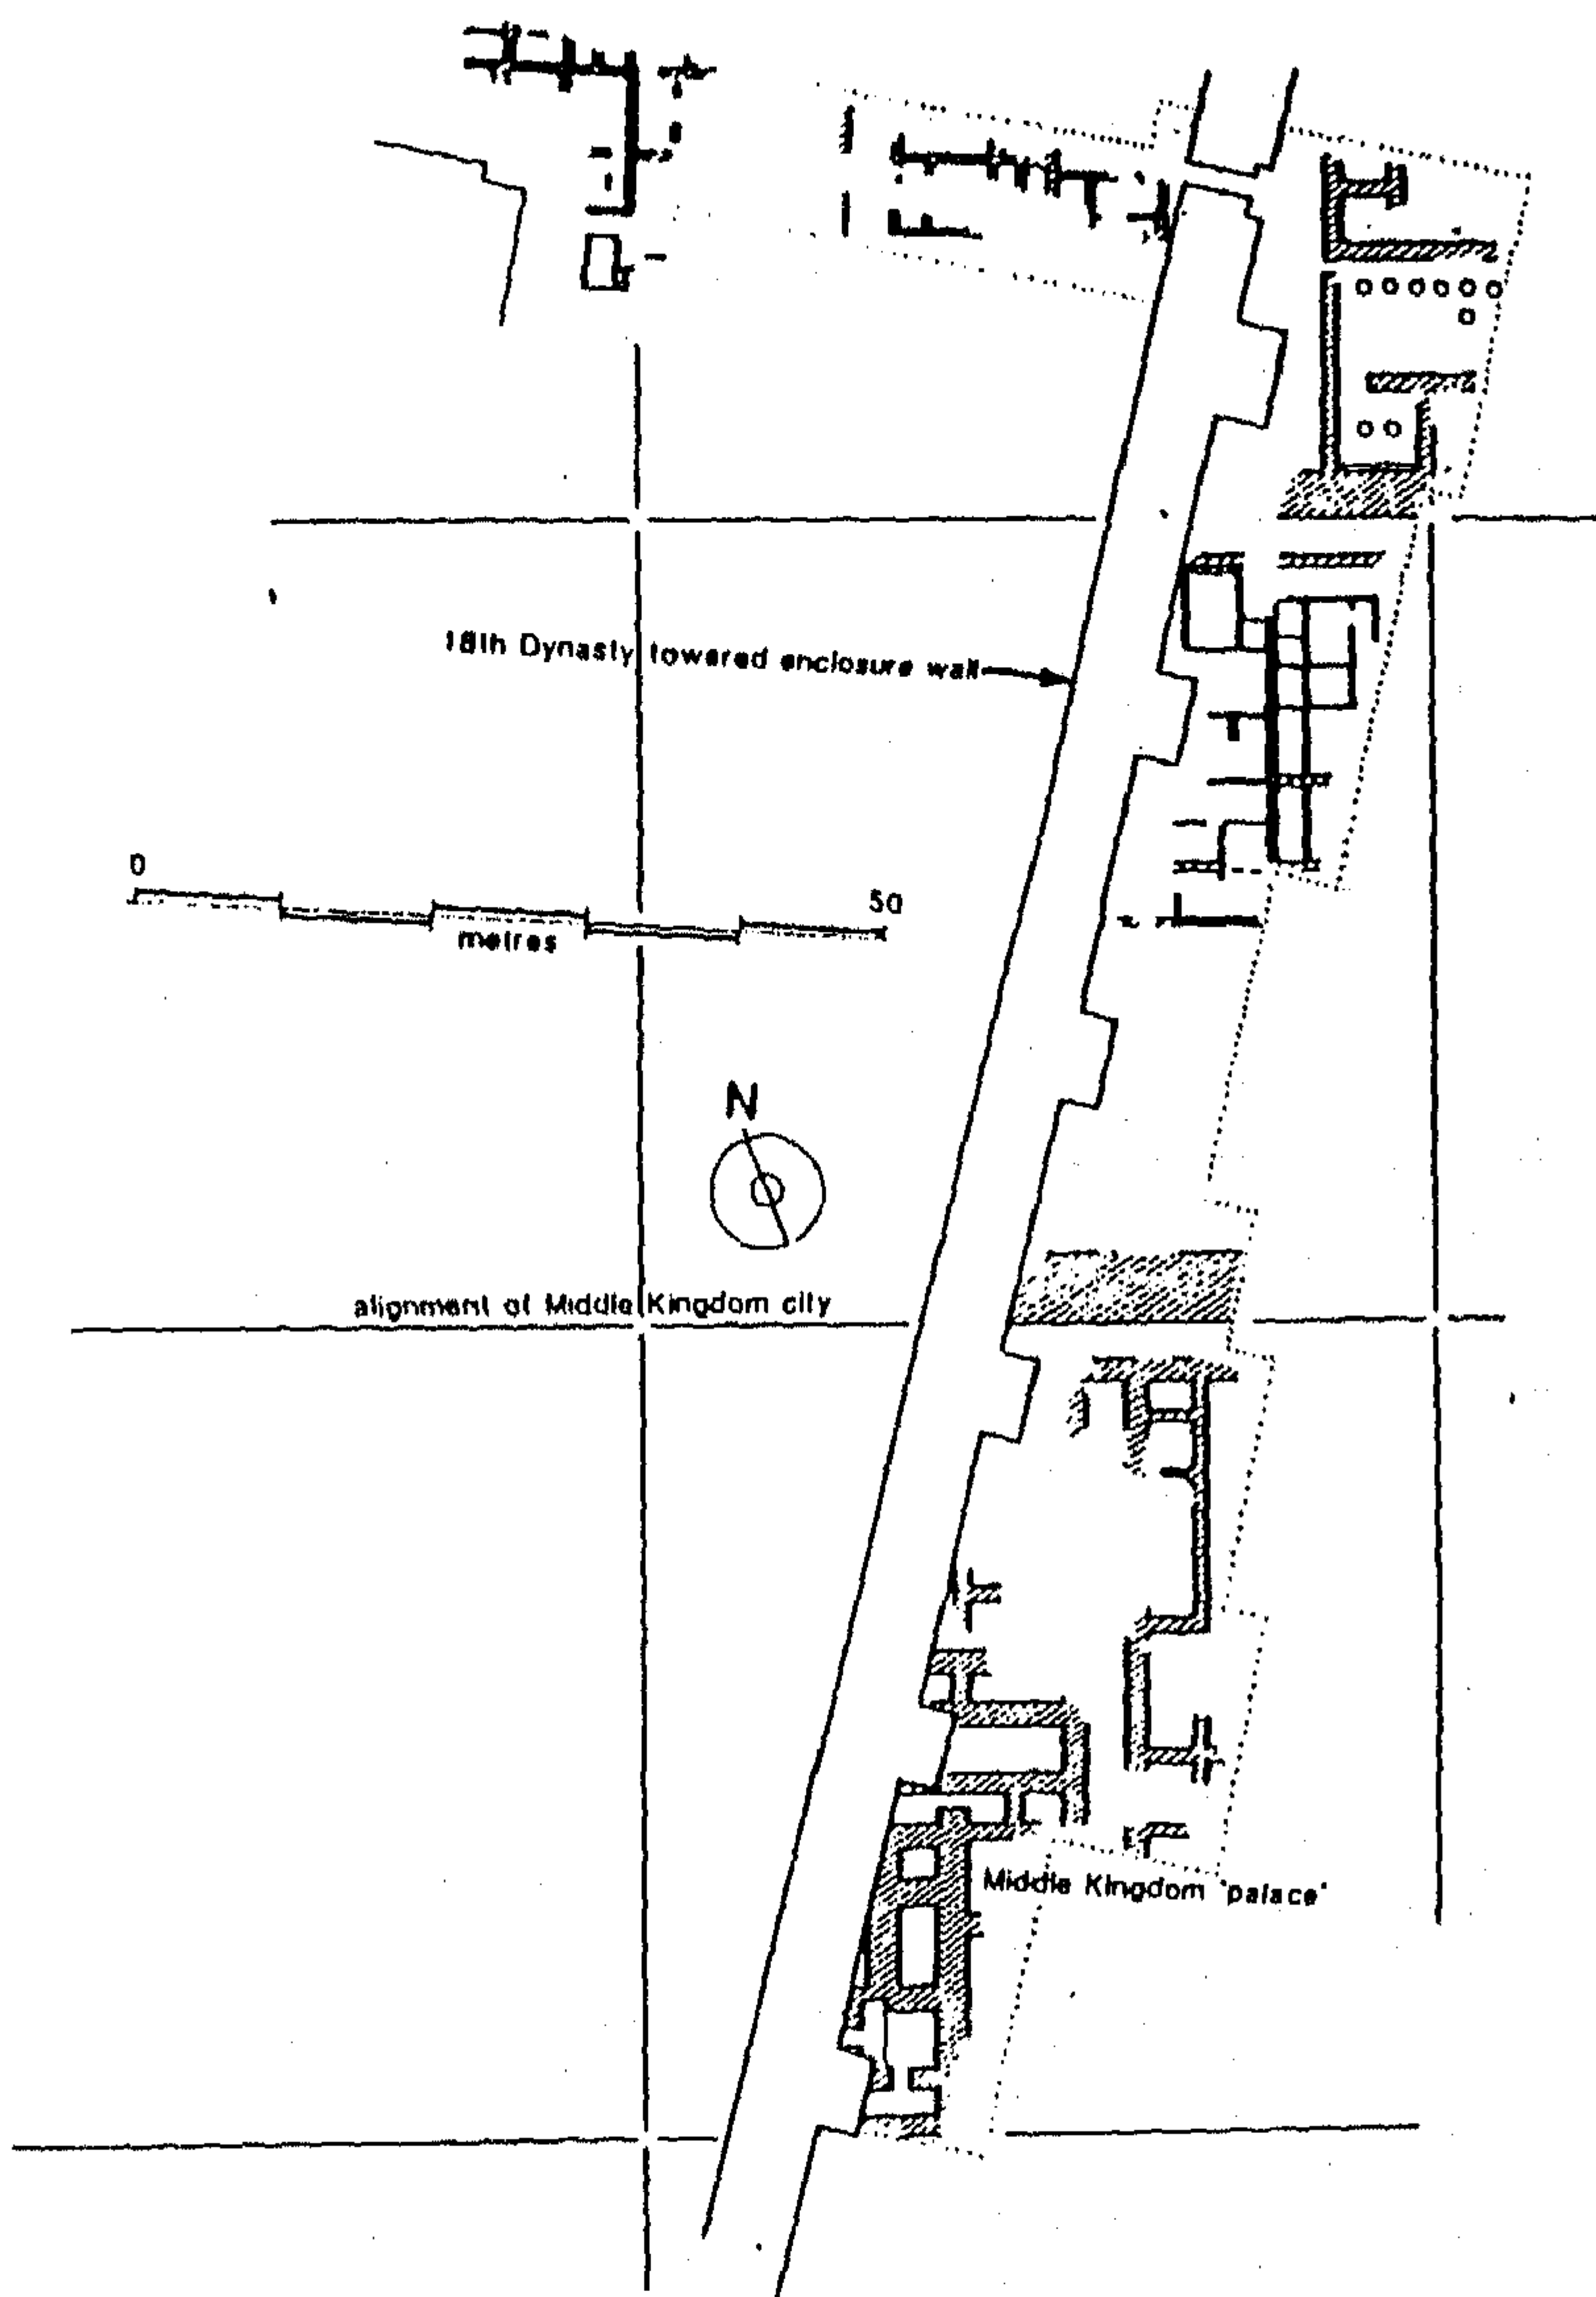 18th Dynasty towered enclosure wall
0
50
metres
N
alignment of Middle Kingdom city
Middle Kingdom 'palace'